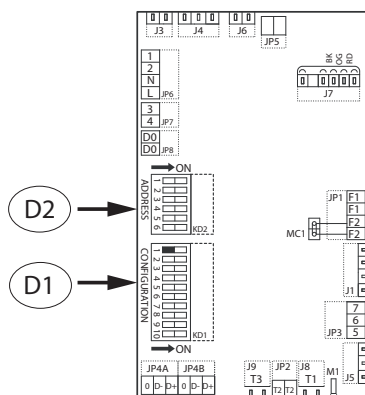 J3 J4 J6
JP5
BK OG RD
J7
1
2
N
L JP6
3
4 JP7
D0
D0 JP8
ON
ADDRESS
1 2 3 4 5 6
KD2
D2
D1
CONFIGURATION
1 2 3 4 5 6 7 8 9 10
KD1
ON
JP4A JP4B
0 D- D+ 0 D- D+
JP1
F1
F1
F2
F2
MC1
J1
7
6
5
JP3
J5
J9 JP2 J8
T3 T2 T2 T1
M1